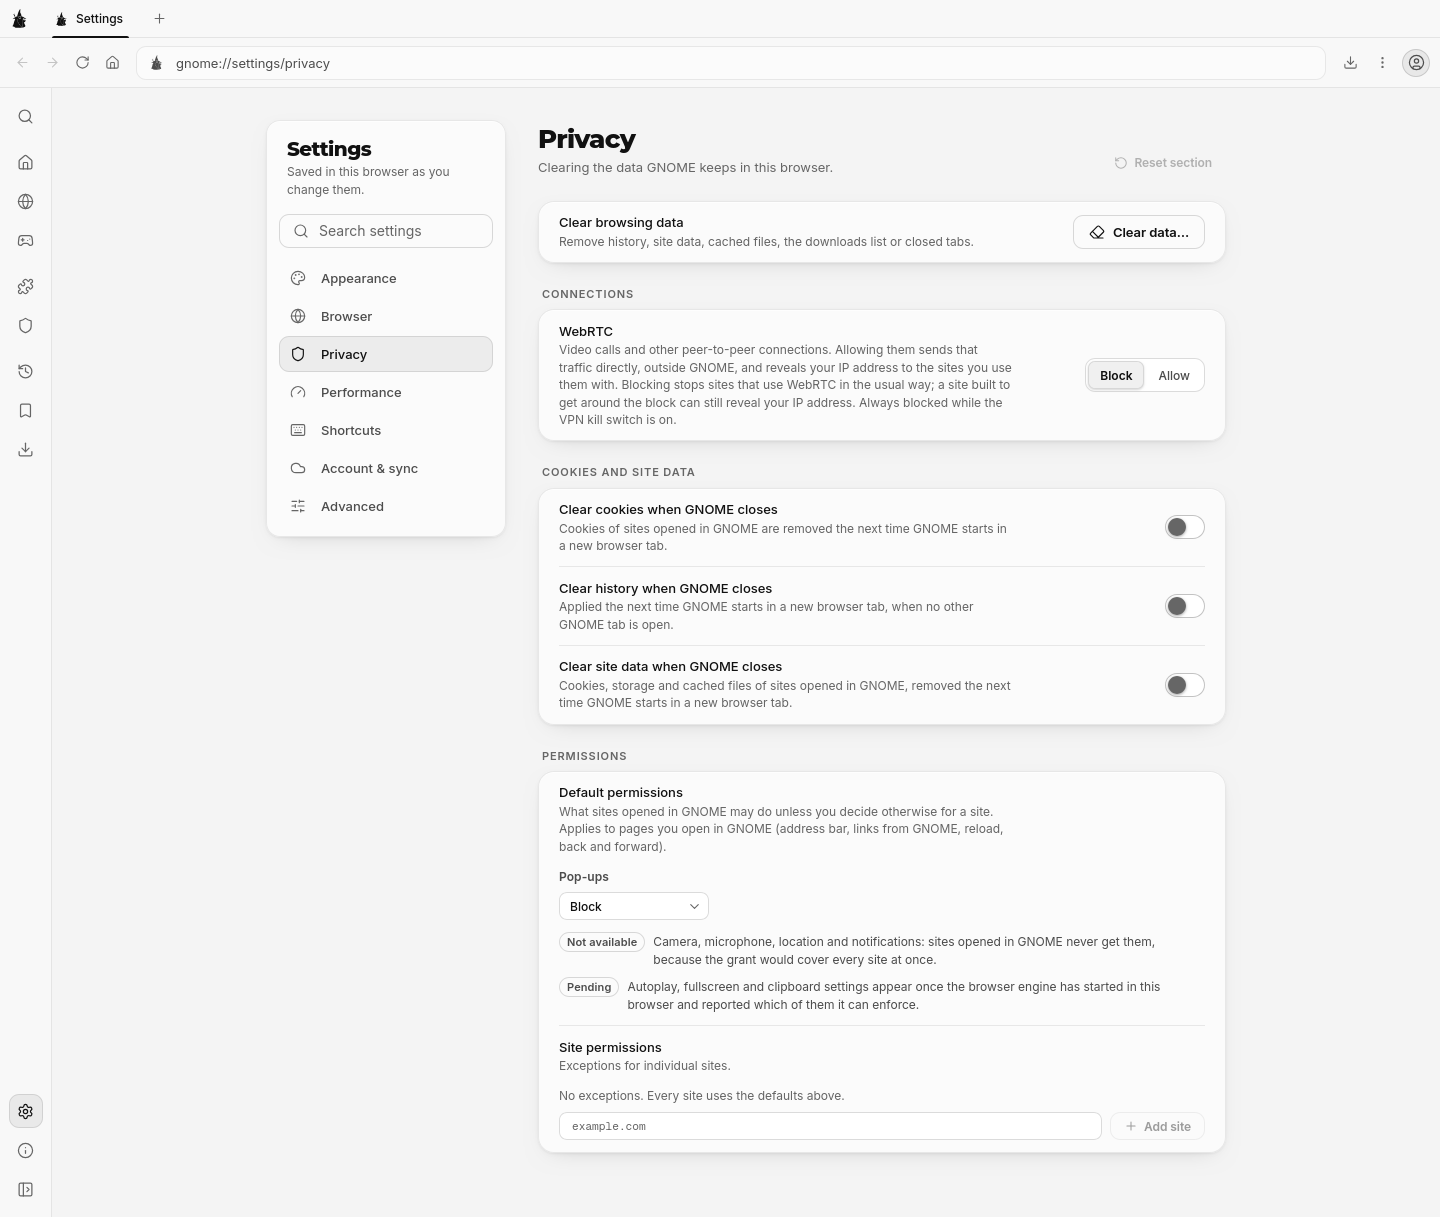 Settings
gnome://settings/privacy
Settings
Saved in this browser as you
change them.
Search settings
Appearance
Browser
Privacy
Performance
Shortcuts
Account & sync
Advanced
Privacy
Clearing the data GNOME keeps in this browser.
Reset section
Clear browsing data
Remove history, site data, cached files, the downloads list or closed tabs.
Clear data...
CONNECTIONS
WebRTC
Video calls and other peer-to-peer connections. Allowing them sends that
traffic directly, outside GNOME, and reveals your IP address to the sites you use
them with. Blocking stops sites that use WebRTC in the usual way; a site built to
get around the block can still reveal your IP address. Always blocked while the
VPN kill switch is on.
Block
Allow
COOKIES AND SITE DATA
Clear cookies when GNOME closes
Cookies of sites opened in GNOME are removed the next time GNOME starts in
a new browser tab.
Clear history when GNOME closes
Applied the next time GNOME starts in a new browser tab, when no other
GNOME tab is open.
Clear site data when GNOME closes
Cookies, storage and cached files of sites opened in GNOME, removed the next
time GNOME starts in a new browser tab.
PERMISSIONS
Default permissions
What sites opened in GNOME may do unless you decide otherwise for a site.
Applies to pages you open in GNOME (address bar, links from GNOME, reload,
back and forward).
Pop-ups
Block
Not available
Camera, microphone, location and notifications: sites opened in GNOME never get them,
because the grant would cover every site at once.
Pending
Autoplay, fullscreen and clipboard settings appear once the browser engine has started in this
browser and reported which of them it can enforce.
Site permissions
Exceptions for individual sites.
No exceptions. Every site uses the defaults above.
example.com
Add site